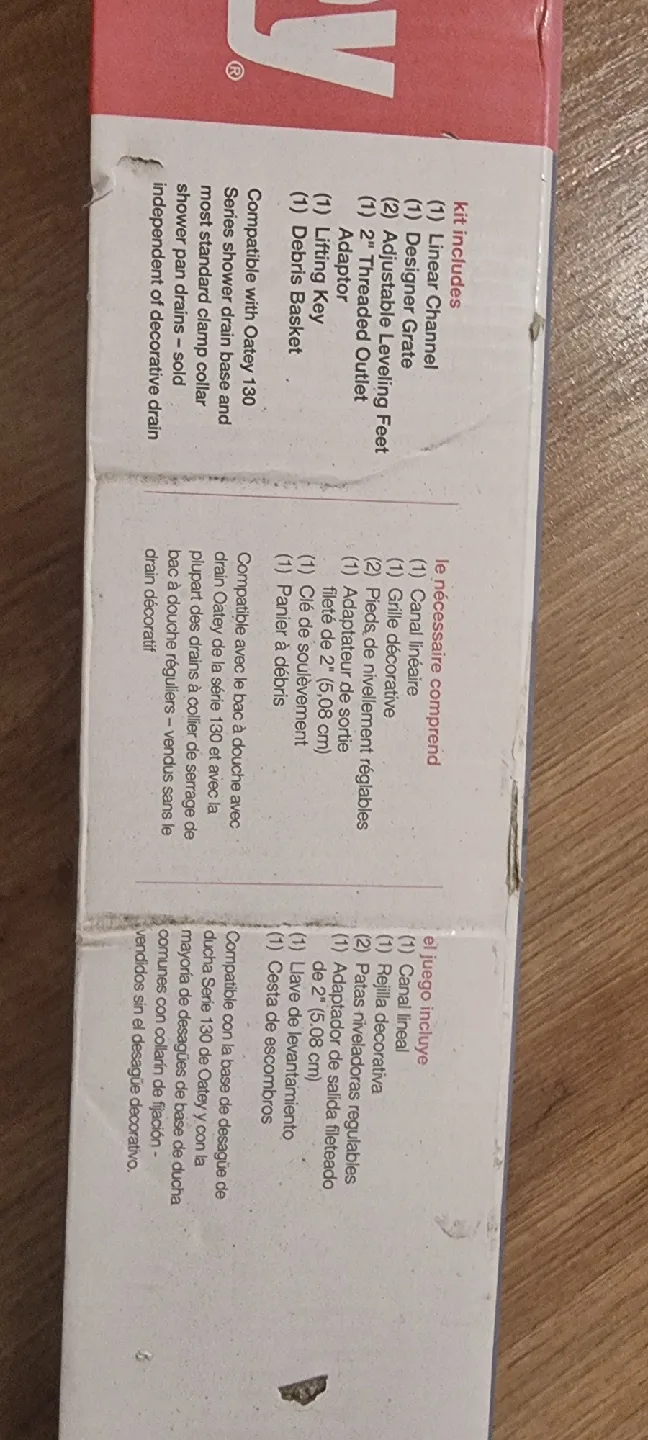 y®
kit includes
(1) Linear Channel
(1) Designer Grate
(2) Adjustable Leveling Feet
(1) 2" Threaded Outlet
Adaptor
(1) Lifting Key
(1) Debris Basket
Compatible with Oatey 130
Series shower drain base and
most standard clamp collar
shower pan drains – sold
independent of decorative drain
le nécessaire comprend
(1) Canal linéaire
(1) Grille décorative
(2) Pieds de nivellement réglables
(1) Adaptateur de sortie
fileté de 2" (5,08 cm)
(1) Clé de soulèvement
(1) Panier à débris
Compatible avec le bac à douche avec
drain Oatey de la série 130 et avec la
plupart des drains à collier de serrage de
bac à douche réguliers – vendus sans le
drain décoratif
el juego incluye
(1) Canal lineal
(1) Rejilla decorativa
(2) Patas niveladoras regulables
(1) Adaptador de salida fileteado
de 2" (5.08 cm)
(1) Llave de levantamiento
(1) Cesta de escombros
Compatible con la base de desagüe de
ducha Serie 130 de Oatey y con la
mayoría de desagües de base de ducha
comunes con collarín de fijación -
vendidos sin el desagüe decorativo.